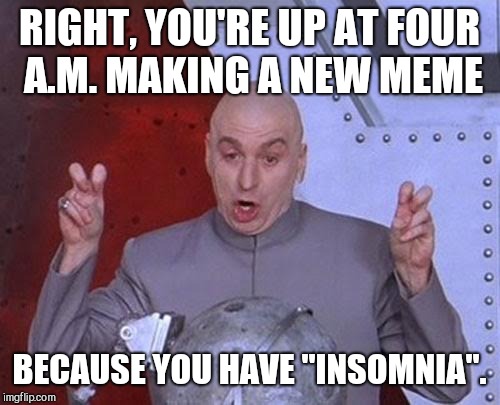 RIGHT, YOU'RE UP AT FOUR
A.M. MAKING A NEW MEME
BECAUSE YOU HAVE "INSOMNIA".
imgflip.com